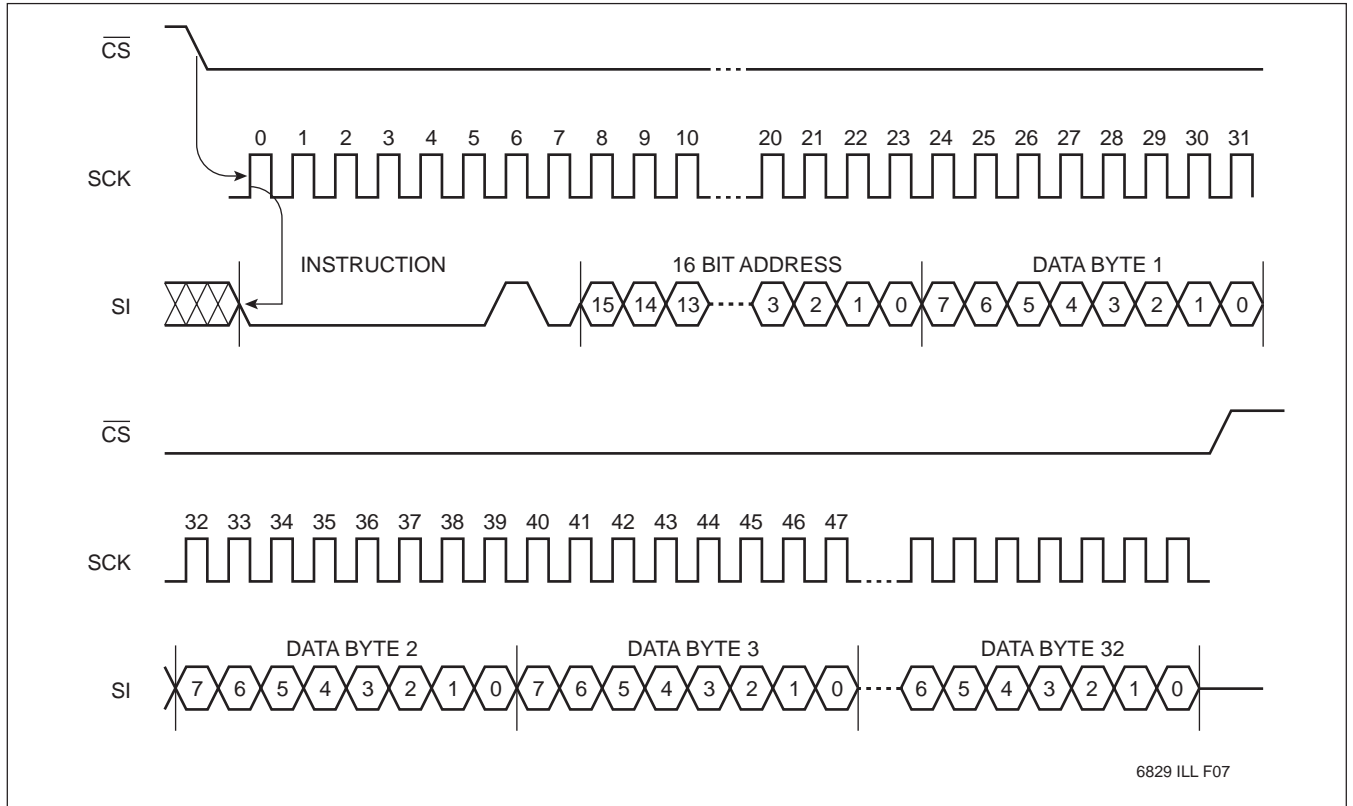 CS
0 1 2 3 4 5 6 7 8 9 10 20 21 22 23 24 25 26 27 28 29 30 31
SCK
INSTRUCTION 16 BIT ADDRESS DATA BYTE 1
SI 15 14 13 3 2 1 0 7 6 5 4 3 2 1 0
CS
32 33 34 35 36 37 38 39 40 41 42 43 44 45 46 47
SCK
DATA BYTE 2 DATA BYTE 3 DATA BYTE 32
SI 7 6 5 4 3 2 1 0 7 6 5 4 3 2 1 0 6 5 4 3 2 1 0
6829 ILL F07